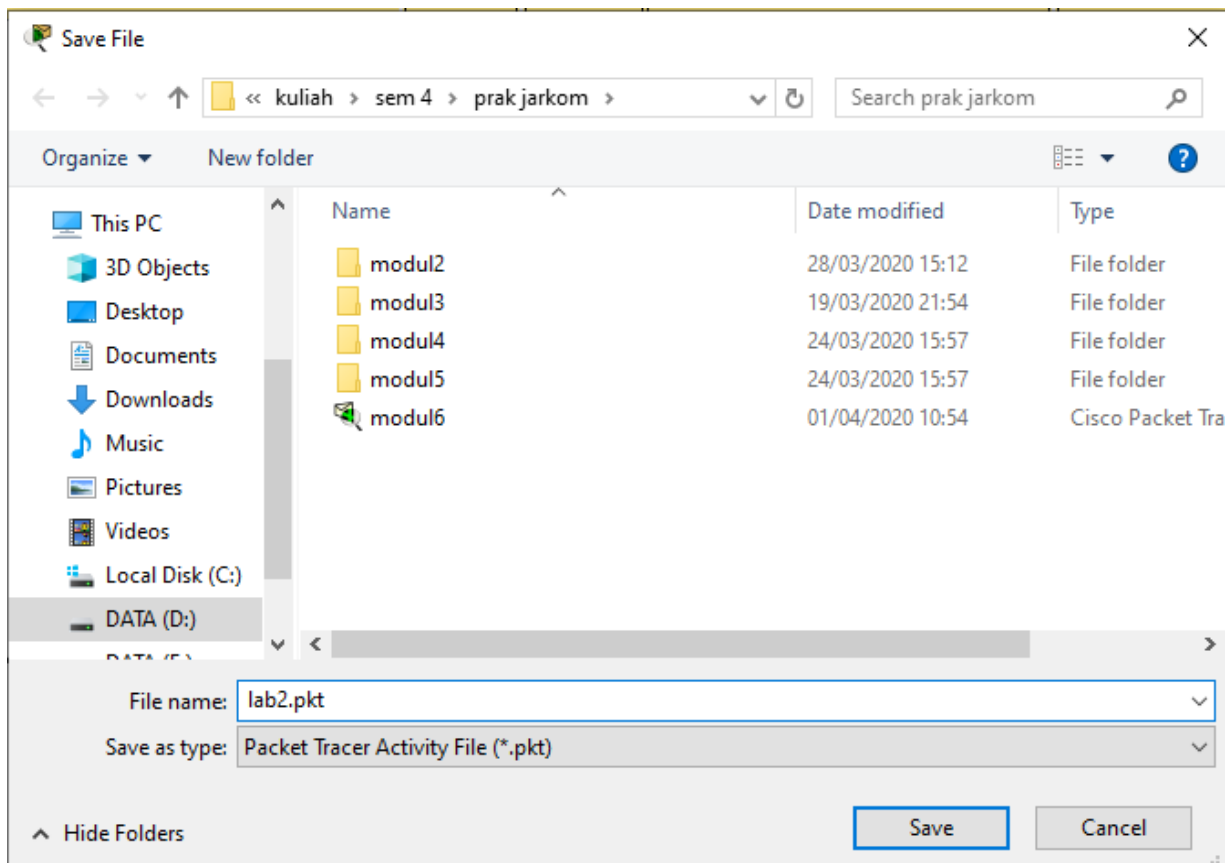 Save File
« kuliah > sem 4 > prak jarkom >
Search prak jarkom
Organize
New folder
This PC
3D Objects
Desktop
Documents
Downloads
Music
Pictures
Videos
Local Disk (C:)
DATA (D:)
Name Date modified Type
modul2 28/03/2020 15:12 File folder
modul3 19/03/2020 21:54 File folder
modul4 24/03/2020 15:57 File folder
modul5 24/03/2020 15:57 File folder
modul6 01/04/2020 10:54 Cisco Packet Tra
File name: lab2.pkt
Save as type: Packet Tracer Activity File (*.pkt)
Hide Folders
Save
Cancel